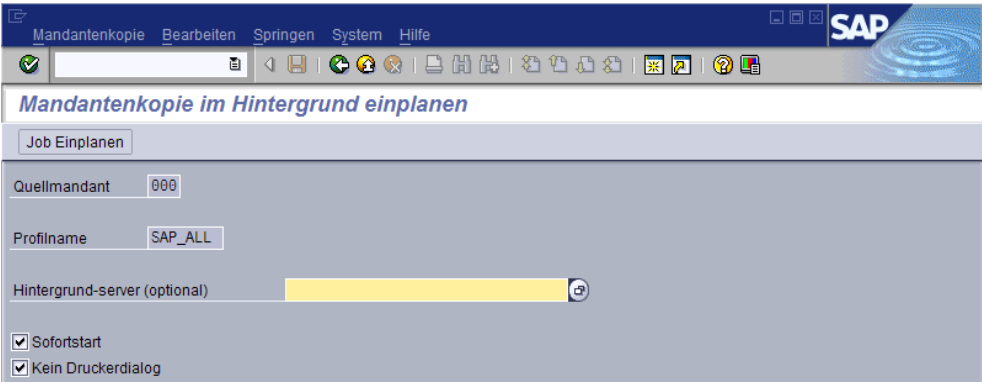 Mandantenkopie Bearbeiten Springen System Hilfe
SAP
Mandantenkopie im Hintergrund einplanen
Job Einplanen
Quellmandant 000
Profilname SAP_ALL
Hintergrund-server (optional)
Sofortstart
Kein Druckerdialog